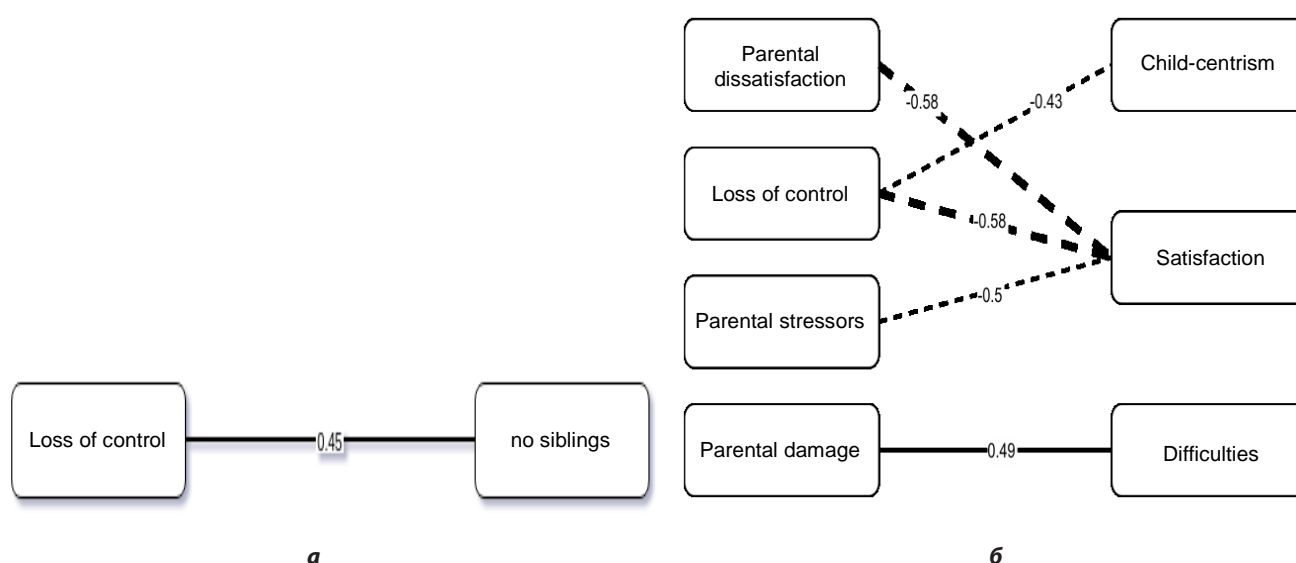 Loss of control
0.45
no siblings
а
Parental
dissatisfaction
Child-centrism
-0.58
-0.43
Loss of control
-0.58
Satisfaction
Parental stressors
-0.5
Parental damage
0.49
Difficulties
б